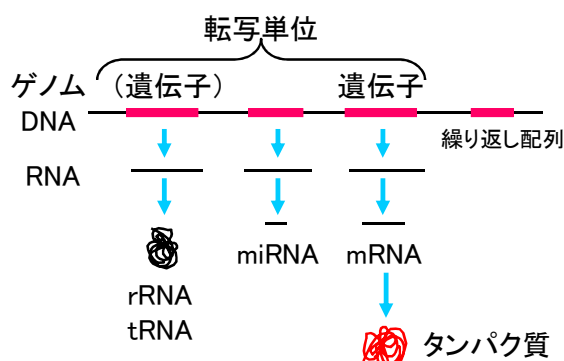 転写単位
ゲノム (遺伝子) 遺伝子
DNA
繰り返し配列
RNA
miRNA mRNA
rRNA
tRNA
タンパク質